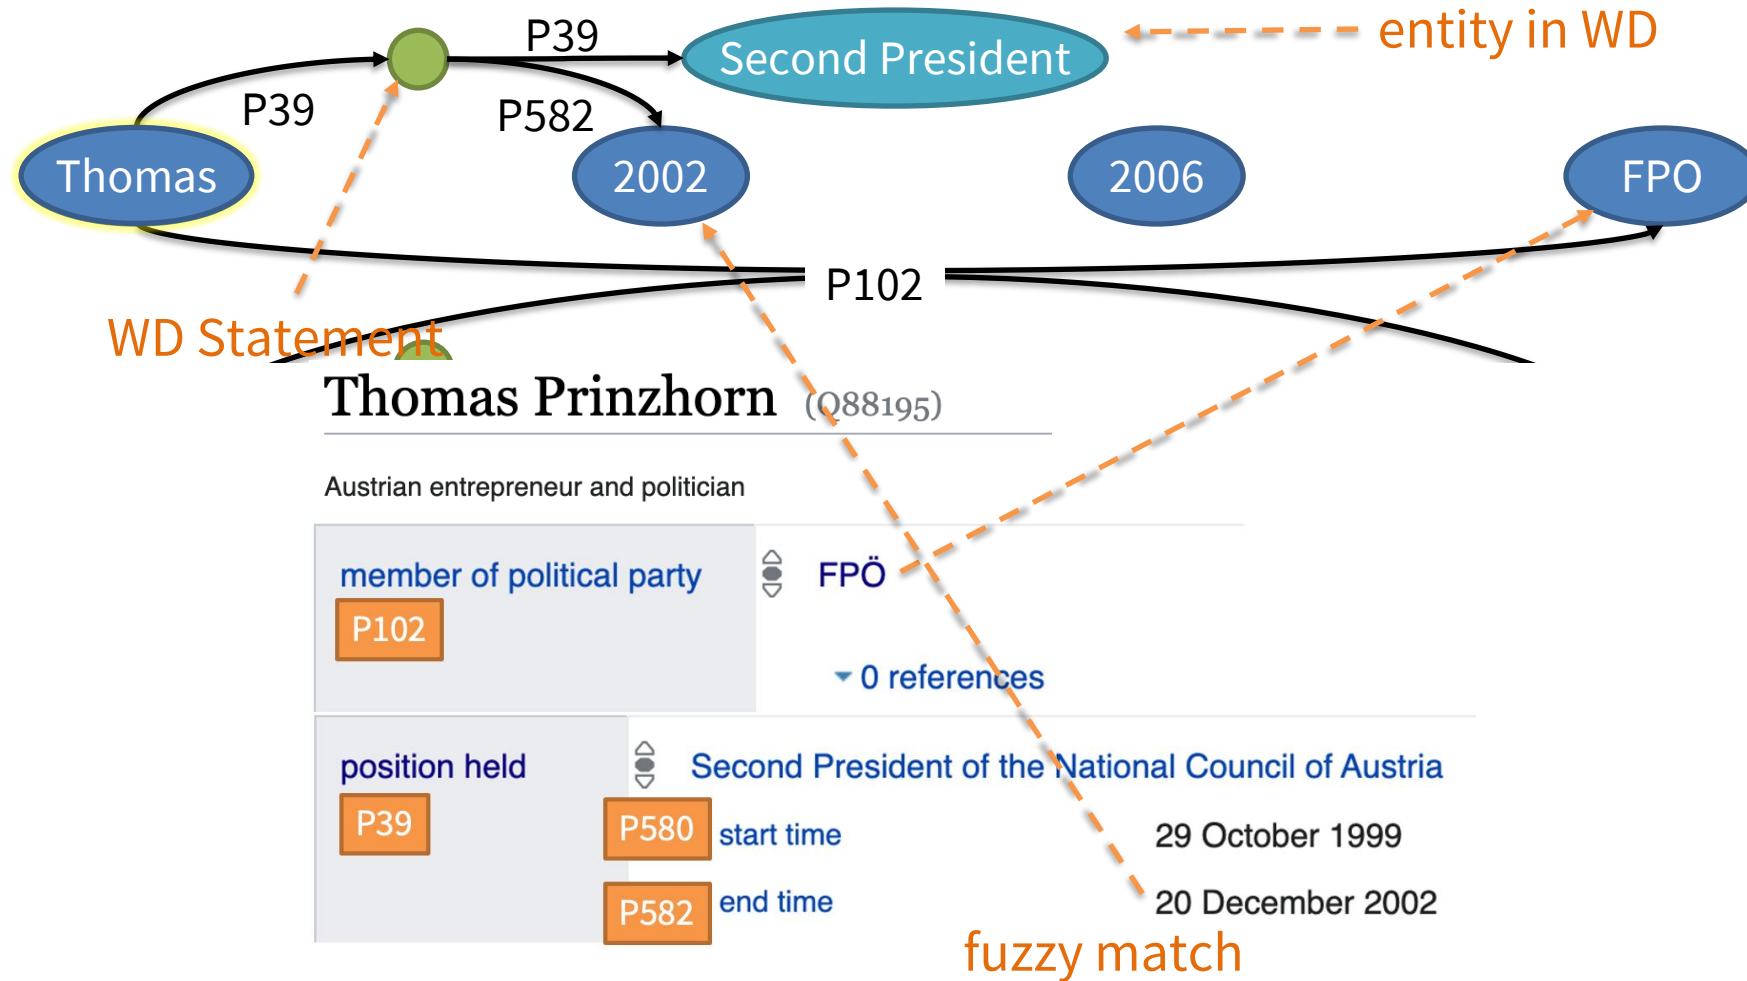 entity in WD
P39
Second President
P39
P582
Thomas
2002
2006
FPO
P102
WD Statement
Thomas Prinzhorn (Q88195)
Austrian entrepreneur and politician
member of political party
FPÖ
P102
0 references
position held
Second President of the National Council of Austria
P39
P580 start time 29 October 1999
P582 end time 20 December 2002
fuzzy match